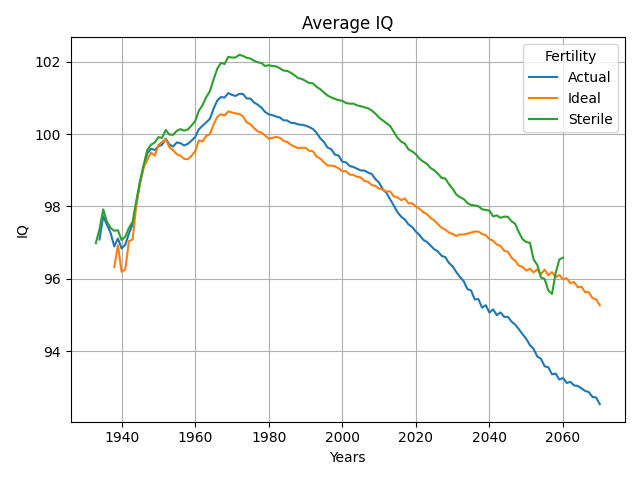 Average IQ
Fertility
Actual
Ideal
Sterile
IQ
102
100
98
96
94
1940
1960
1980
2000
2020
2040
2060
Years